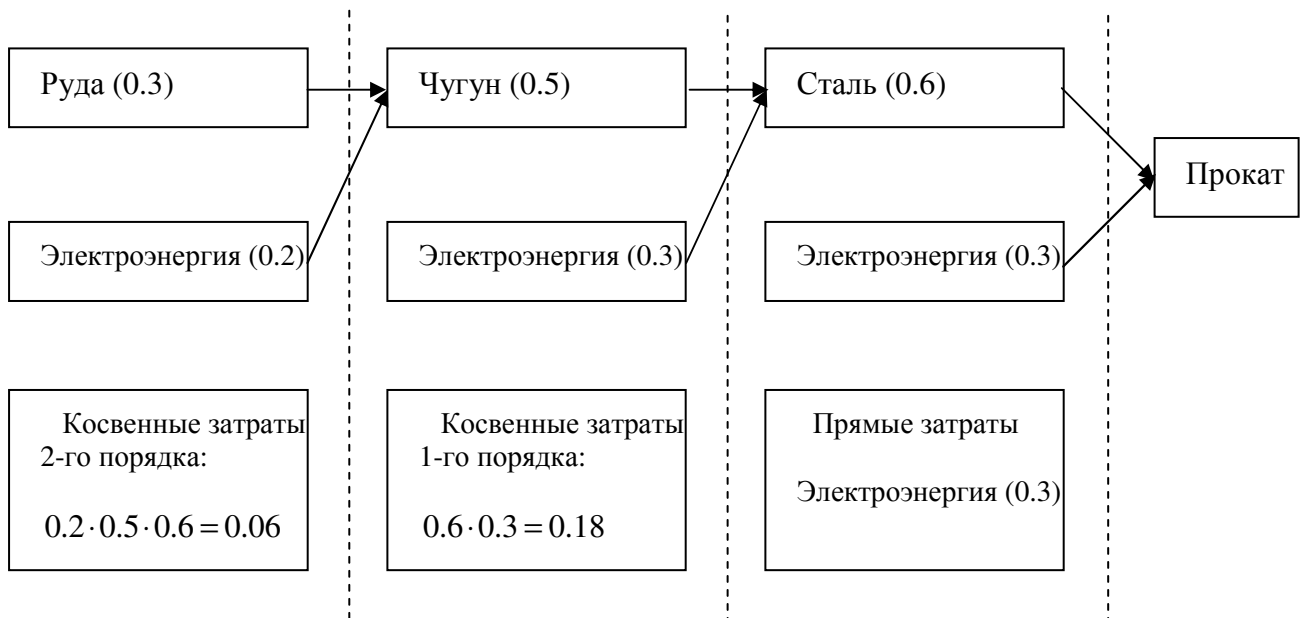 Руда (0.3)
Чугун (0.5)
Сталь (0.6)
Прокат
Электроэнергия (0.2)
Электроэнергия (0.3)
Электроэнергия (0.3)
Косвенные затраты
2-го порядка:
0.2·0.5·0.6 = 0.06
Косвенные затраты
1-го порядка:
0.6·0.3 = 0.18
Прямые затраты
Электроэнергия (0.3)